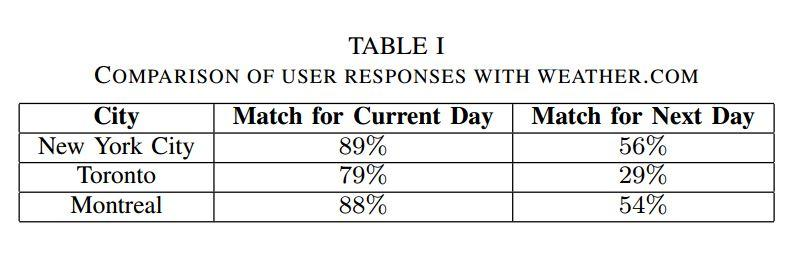 TABLE I
COMPARISON OF USER RESPONSES WITH WEATHER.COM
City Match for Current Day Match for Next Day
New York City 89% 56%
Toronto 79% 29%
Montreal 88% 54%